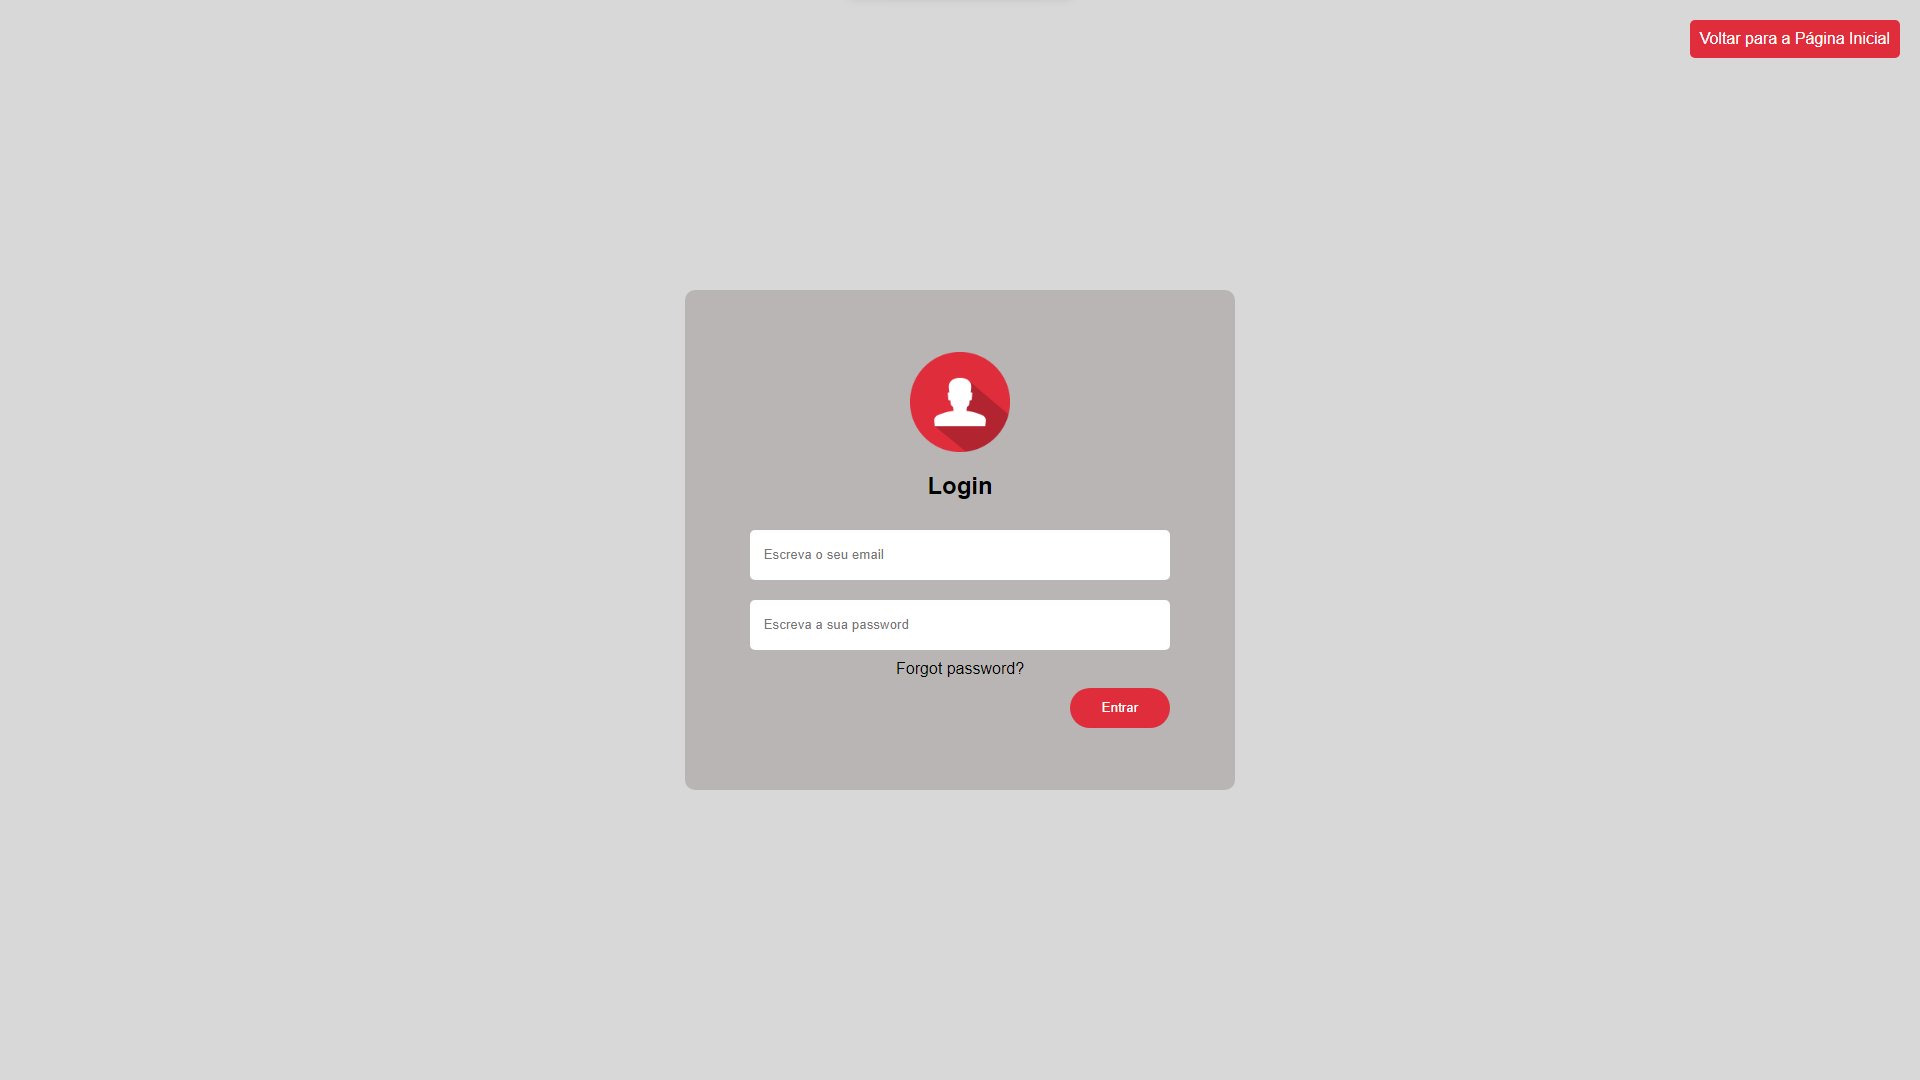 Voltar para a Página Inicial
Login
Escreva o seu email
Escreva a sua password
Forgot password?
Entrar